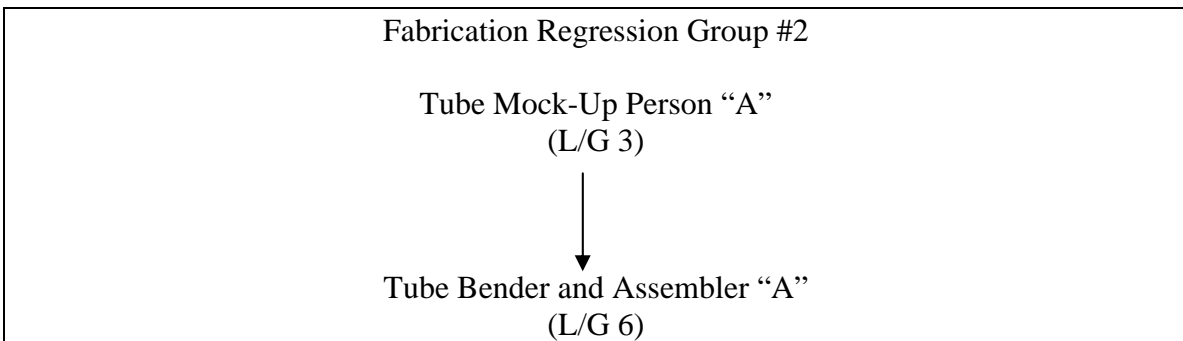 Fabrication Regression Group #2
Tube Mock-Up Person “A”
(L/G 3)
Tube Bender and Assembler “A”
(L/G 6)